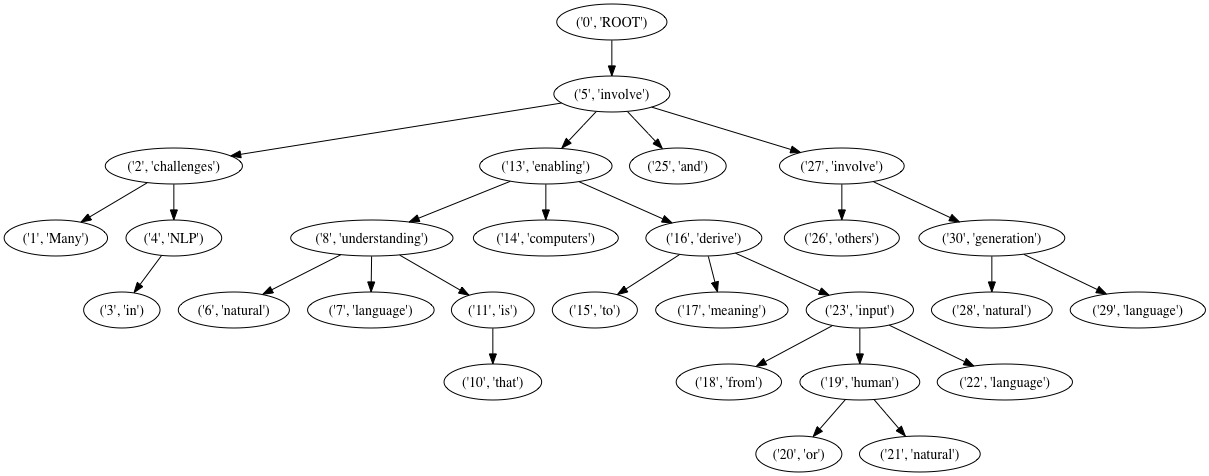 ('0', 'ROOT')
('5', 'involve')
('2', 'challenges') ('13', 'enabling') ('25', 'and') ('27', 'involve')
('1', 'Many') ('4', 'NLP') ('8', 'understanding') ('14', 'computers') ('16', 'derive') ('26', 'others') ('30', 'generation')
('3', 'in') ('6', 'natural') ('7', 'language') ('11', 'is') ('15', 'to') ('17', 'meaning') ('23', 'input') ('28', 'natural') ('29', 'language')
('10', 'that') ('18', 'from') ('19', 'human') ('22', 'language')
('20', 'or') ('21', 'natural')